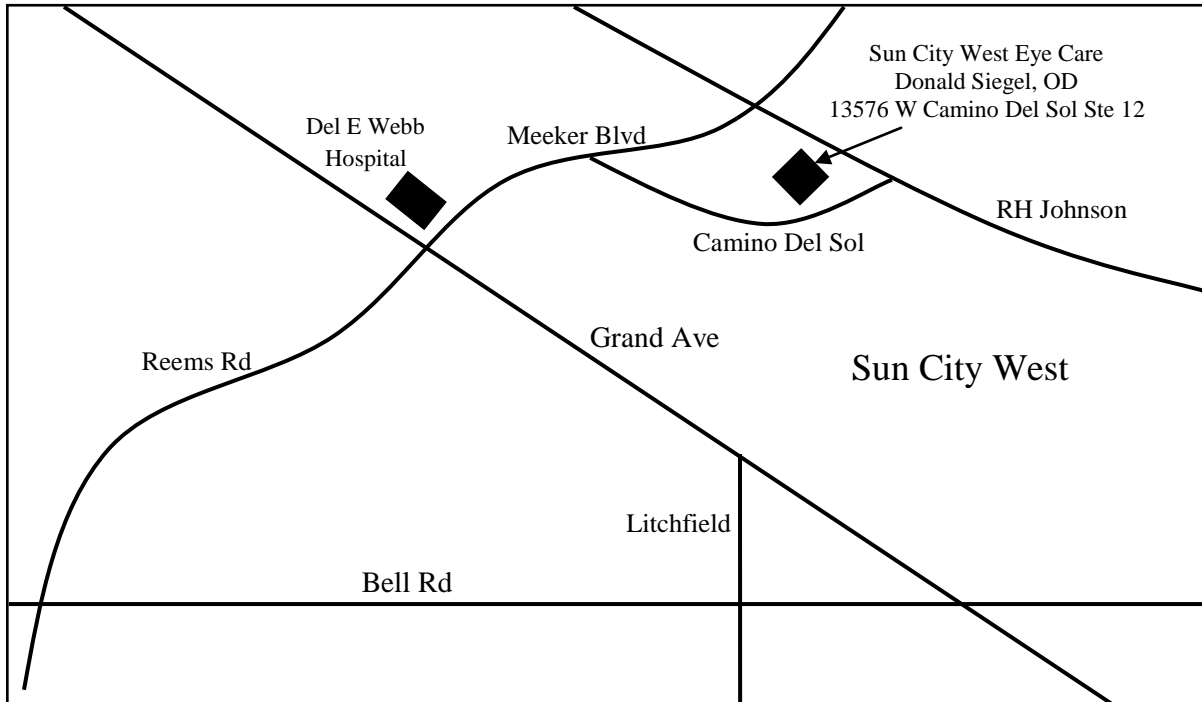 Sun City West Eye Care
Donald Siegel, OD
13576 W Camino Del Sol Ste 12
Del E Webb
Hospital
Meeker Blvd
RH Johnson
Camino Del Sol
Grand Ave
Reems Rd
Sun City West
Litchfield
Bell Rd